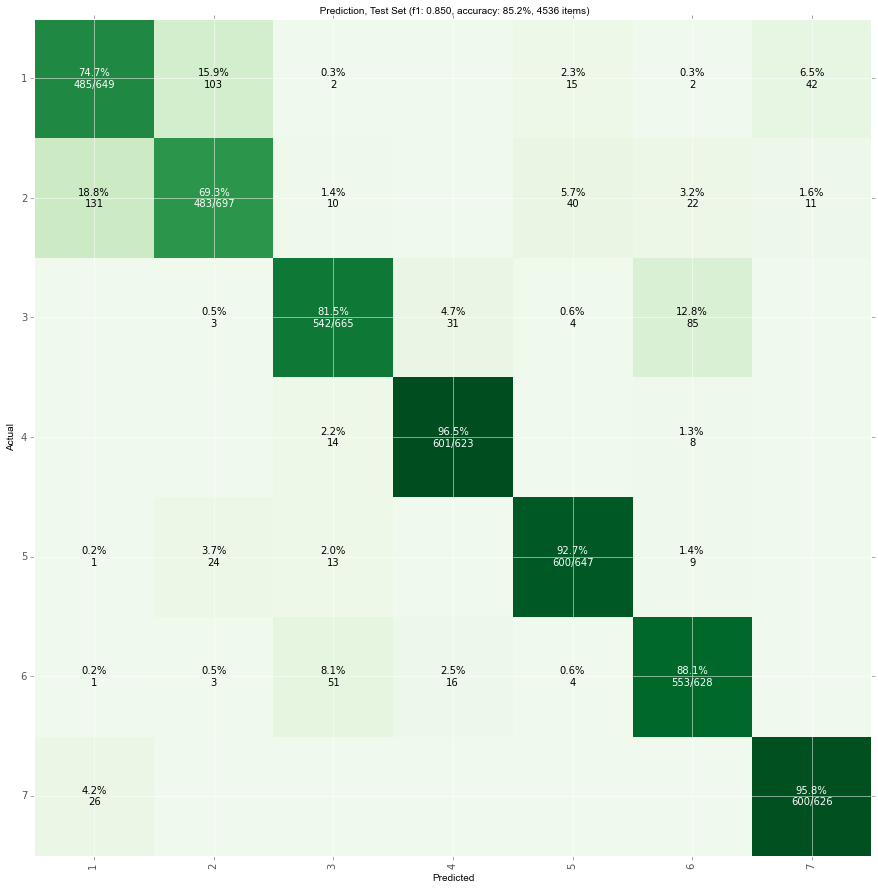 Prediction, Test Set (f1: 0.850, accuracy: 85.2%, 4536 items)
1
74.7% 15.9% 0.3% 2.3% 0.3% 6.5%
485/649 103 2 15 2 42
2
18.8% 69.3% 1.4% 5.7% 3.2% 1.6%
131 483/697 10 40 22 11
3
0.5% 81.5% 4.7% 0.6% 12.8%
3 542/665 31 4 85
4
2.2% 96.5% 1.3%
14 601/623 8
Actual
5
0.2% 3.7% 2.0% 92.7% 1.4%
1 24 13 600/647 9
6
0.2% 0.5% 8.1% 2.5% 0.6% 88.1%
1 3 51 16 4 553/628
7
4.2% 95.8%
26 600/626
1 2 3 4 5 6 7
Predicted